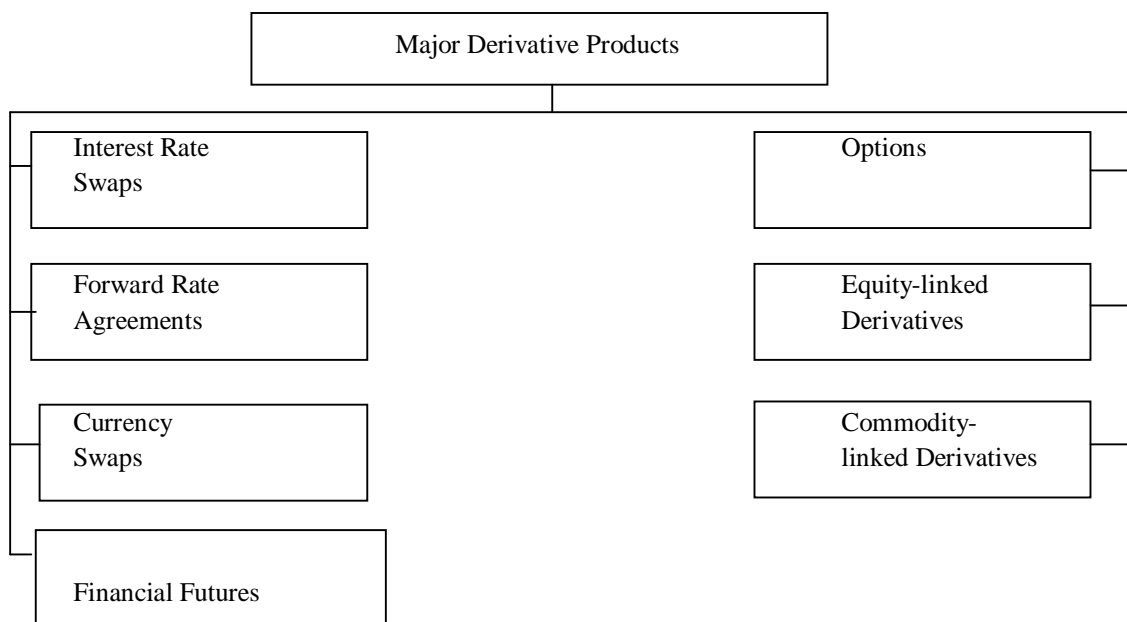 Major Derivative Products
Interest Rate
Swaps
Forward Rate
Agreements
Currency
Swaps
Financial Futures
Options
Equity-linked
Derivatives
Commodity-
linked Derivatives